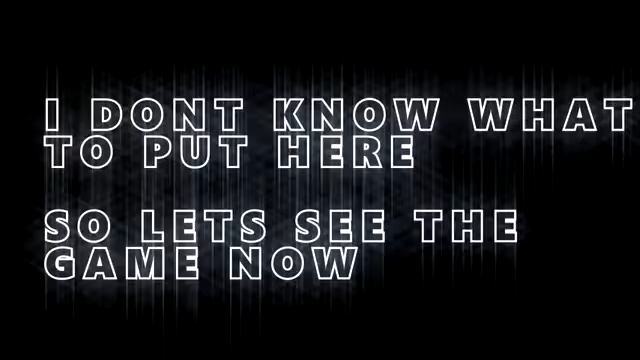 I DONT KNOW WHAT
TO PUT HERE
SO LETS SEE THE
GAME NOW